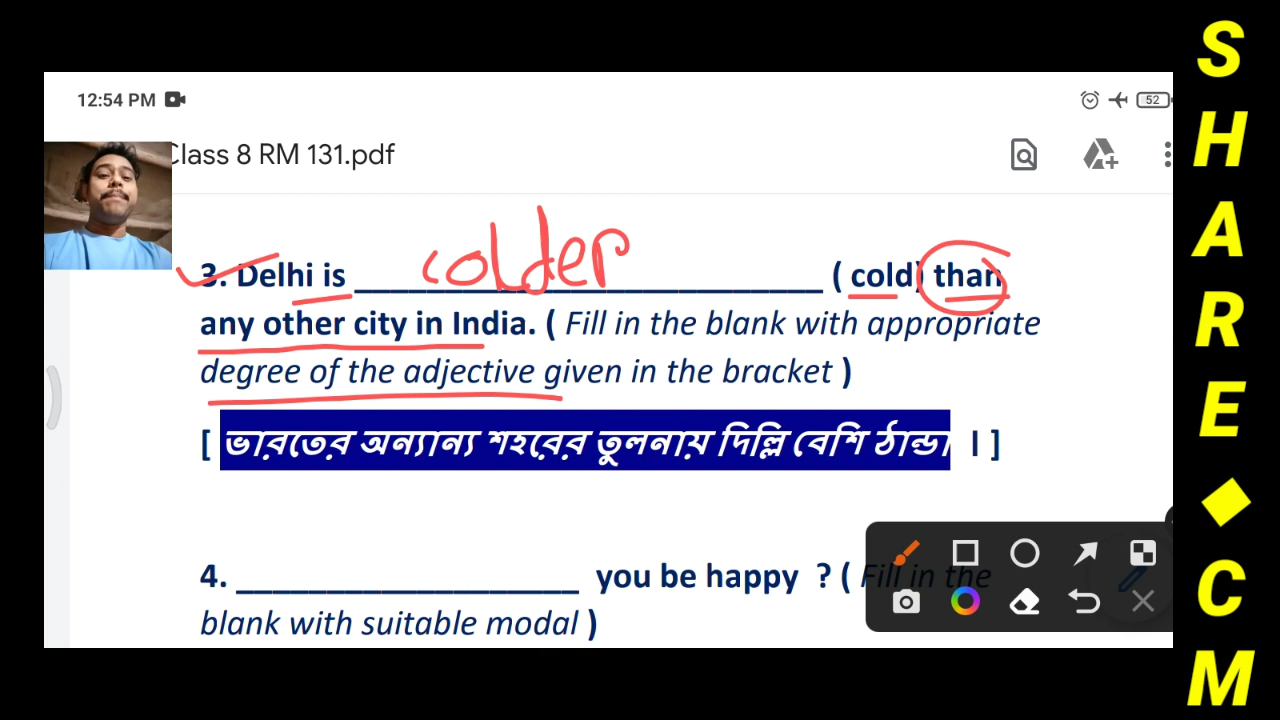 12:54 PM
52
Class 8 RM 131.pdf
colder
3. Delhi is ____________________________ ( cold) than
any other city in India. ( Fill in the blank with appropriate
degree of the adjective given in the bracket )
[ ভারতের অন্যান্য শহরের তুলনায় দিল্লি বেশি ঠান্ডা । ]
4. ____________________ you be happy ? ( Fill in the
blank with suitable modal )
SHARE◆CM